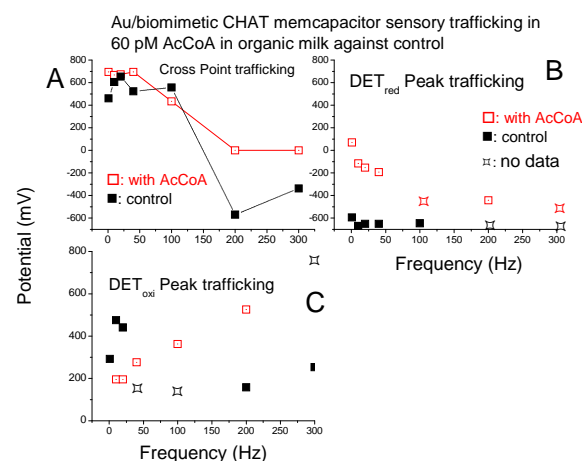 Au/biomimetic CHAT memcapacitor sensory trafficking in
60 pM AcCoA in organic milk against control
A
Cross Point trafficking
800
600
400
200
0
-200
-400
-600
0 50 100 150 200 250 300
: with AcCoA
: control
B
DETred Peak trafficking
800
600
400
200
0
-200
-400
-600
0 50 100 150 200 250 300
: with AcCoA
: control
: no data
Frequency (Hz)
Potential (mV)
DEToxi Peak trafficking
C
800
600
400
200
0
0 50 100 150 200 250 300
Frequency (Hz)